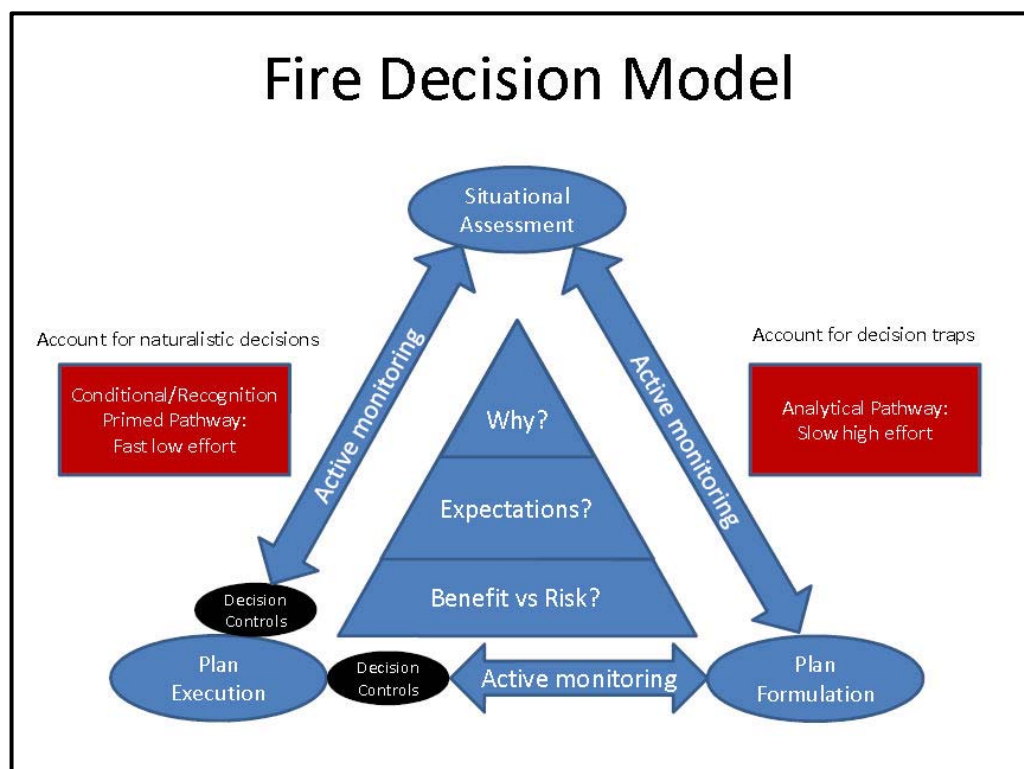 Fire Decision Model
Situational
Assessment
Account for naturalistic decisions
Conditional/Recognition
Primed Pathway:
Fast low effort
Active monitoring
Active monitoring
Account for decision traps
Analytical Pathway:
Slow high effort
Why?
Expectations?
Benefit vs Risk?
Decision
Controls
Plan
Execution
Decision
Controls
Active monitoring
Plan
Formulation